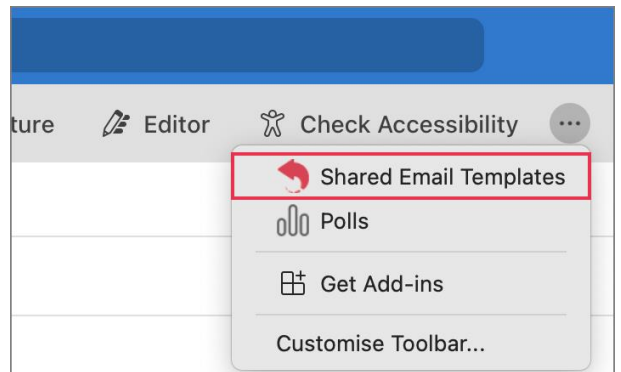 ture Editor Check Accessibility
Shared Email Templates
Polls
Get Add-ins
Customise Toolbar...